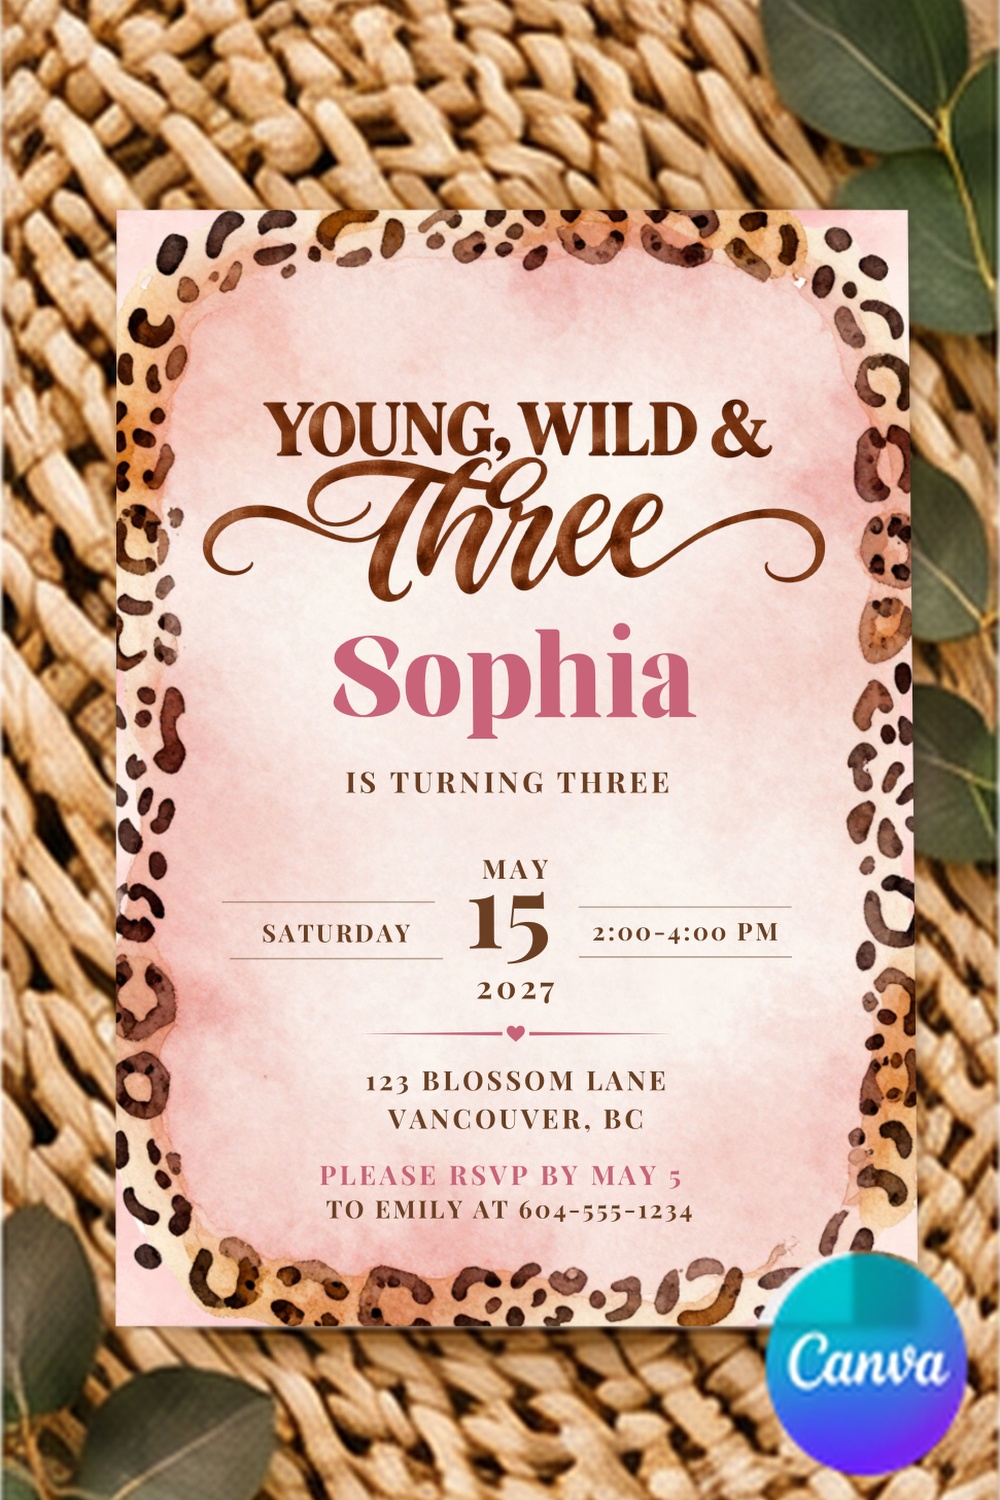 YOUNG, WILD &
Three
Sophia
IS TURNING THREE
MAY
SATURDAY 15 2:00-4:00 PM
2027
123 BLOSSOM LANE
VANCOUVER, BC
PLEASE RSVP BY MAY 5
TO EMILY AT 604-555-1234
Canva